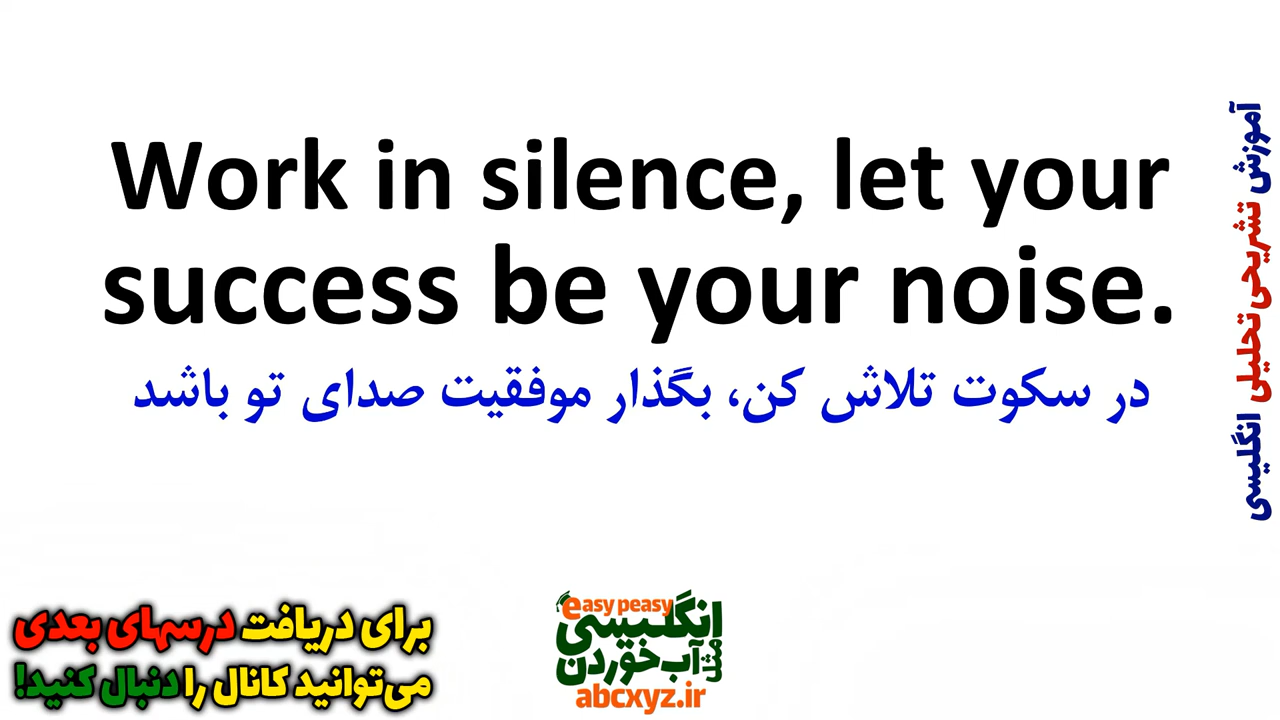 Work in silence, let your
success be your noise.
در سکوت تلاش کن، بگذار موفقیت صدای تو باشد
آموزش تشریحی تحلیلی انگلیسی
برای دریافت درسهای بعدی
می‌توانید کانال را دنبال کنید!
easy peasy
انگلیسی
مثل آب خوردن
abcxyz.ir